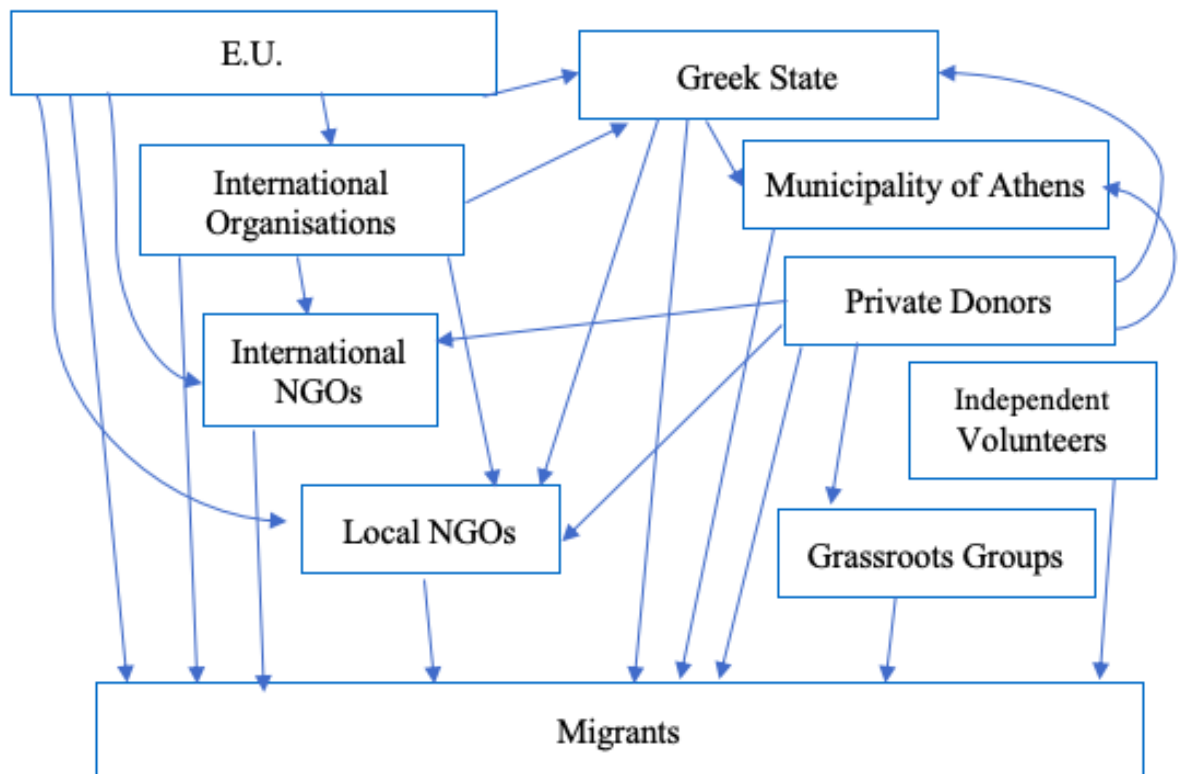 E.U.
Greek State
International
Organisations
Municipality of Athens
Private Donors
International
NGOs
Independent
Volunteers
Local NGOs
Grassroots Groups
Migrants